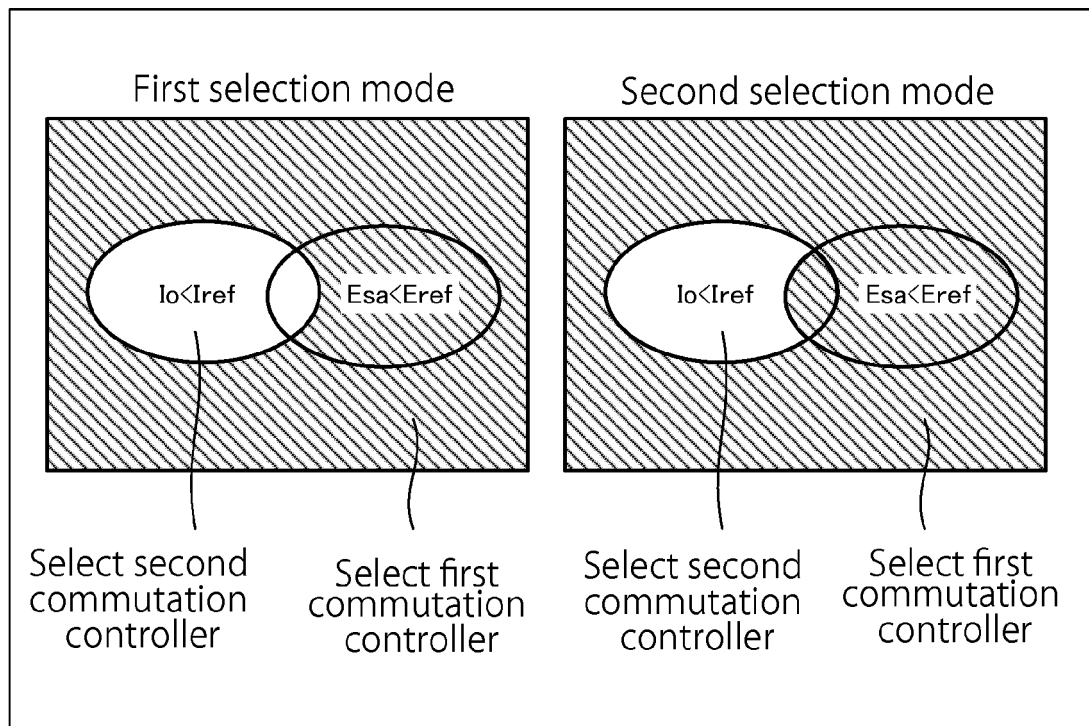 First selection mode
Io<Iref
Esa<Eref
Select second
commutation
controller
Select first
commutation
controller
Second selection mode
Io<Iref
Esa<Eref
Select second
commutation
controller
Select first
commutation
controller